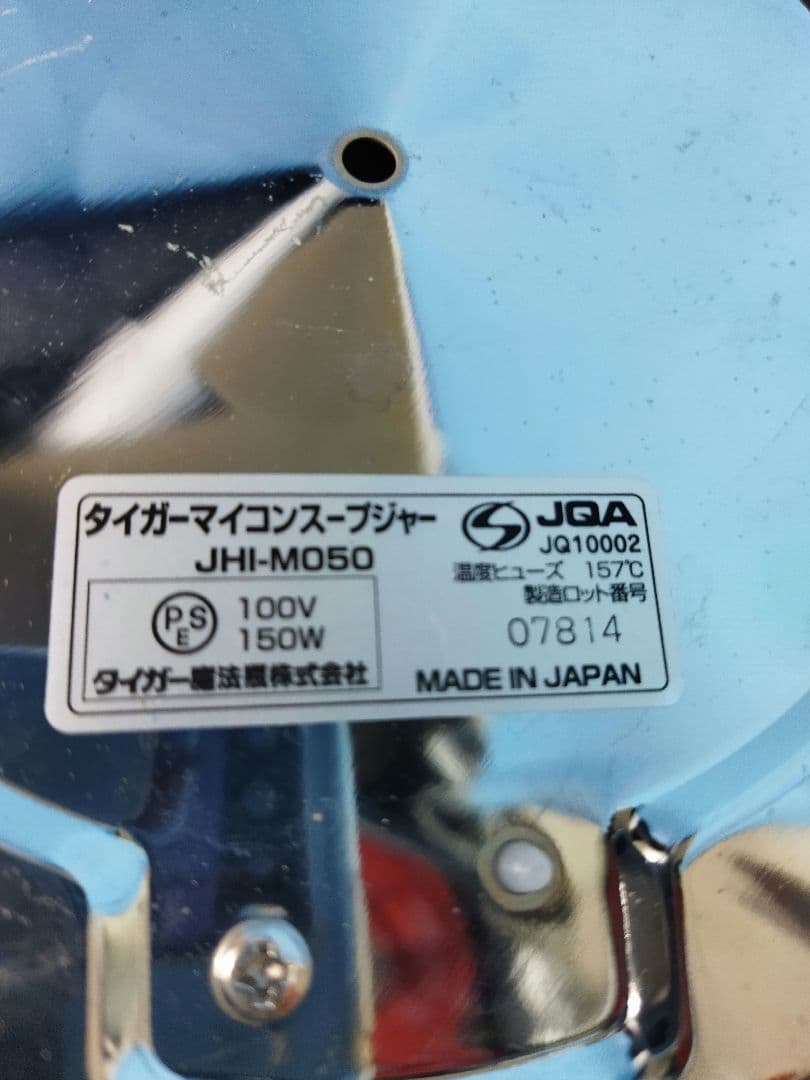 タイガーマイコンスープジャー
JHI-M050
PSE
100V
150W
タイガー魔法瓶株式会社
JQA
JQ10002
温度ヒューズ 157℃
製造ロット番号
07814
MADE IN JAPAN